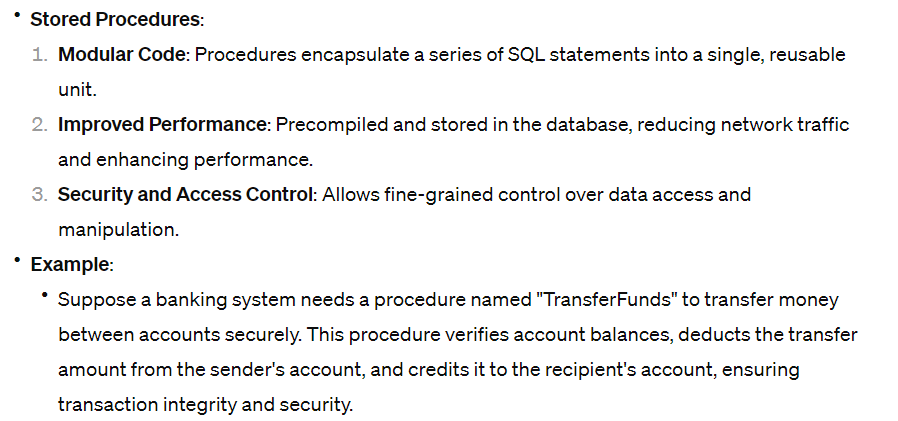 • Stored Procedures:
1. Modular Code: Procedures encapsulate a series of SQL statements into a single, reusable
unit.
2. Improved Performance: Precompiled and stored in the database, reducing network traffic
and enhancing performance.
3. Security and Access Control: Allows fine-grained control over data access and
manipulation.
• Example:
• Suppose a banking system needs a procedure named "TransferFunds" to transfer money
between accounts securely. This procedure verifies account balances, deducts the transfer
amount from the sender's account, and credits it to the recipient's account, ensuring
transaction integrity and security.